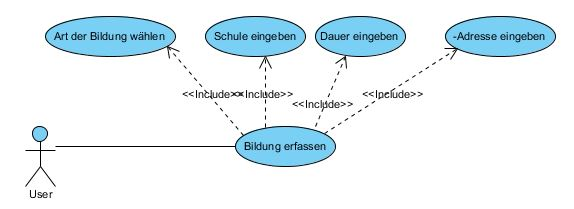 Art der Bildung wählen
Schule eingeben
Dauer eingeben
-Adresse eingeben
<<Include>>
<<Include>>
<<Include>>
<<Include>>
Bildung erfassen
User